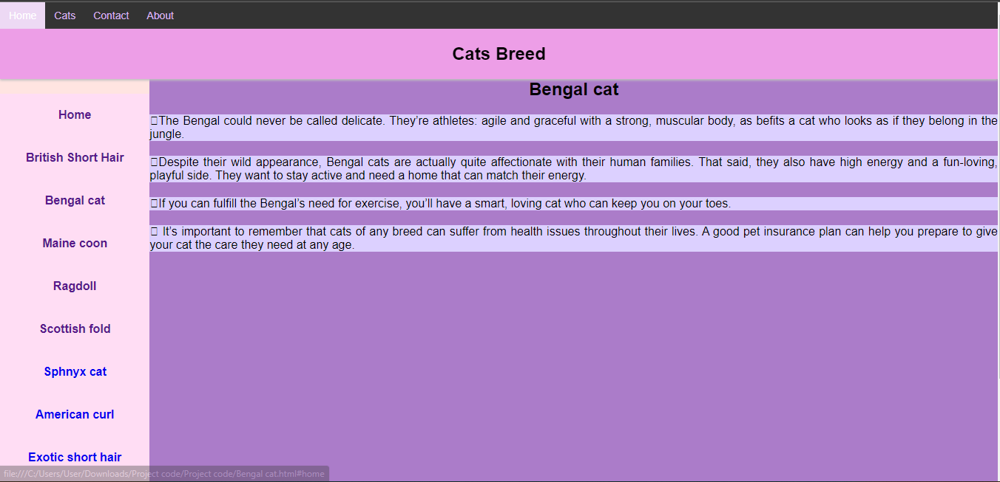 Home Cats Contact About
Cats Breed
Home
British Short Hair
Bengal cat
Maine coon
Ragdoll
Scottish fold
Sphnyx cat
American curl
Exotic short hair
Bengal cat
The Bengal could never be called delicate. They’re athletes: agile and graceful with a strong, muscular body, as befits a cat who looks as if they belong in the
jungle.
Despite their wild appearance, Bengal cats are actually quite affectionate with their human families. That said, they also have high energy and a fun-loving,
playful side. They want to stay active and need a home that can match their energy.
If you can fulfill the Bengal’s need for exercise, you’ll have a smart, loving cat who can keep you on your toes.
It’s important to remember that cats of any breed can suffer from health issues throughout their lives. A good pet insurance plan can help you prepare to give
your cat the care they need at any age.
file:///C:/Users/User/Downloads/Project code/Project code/Bengal cat.html#home